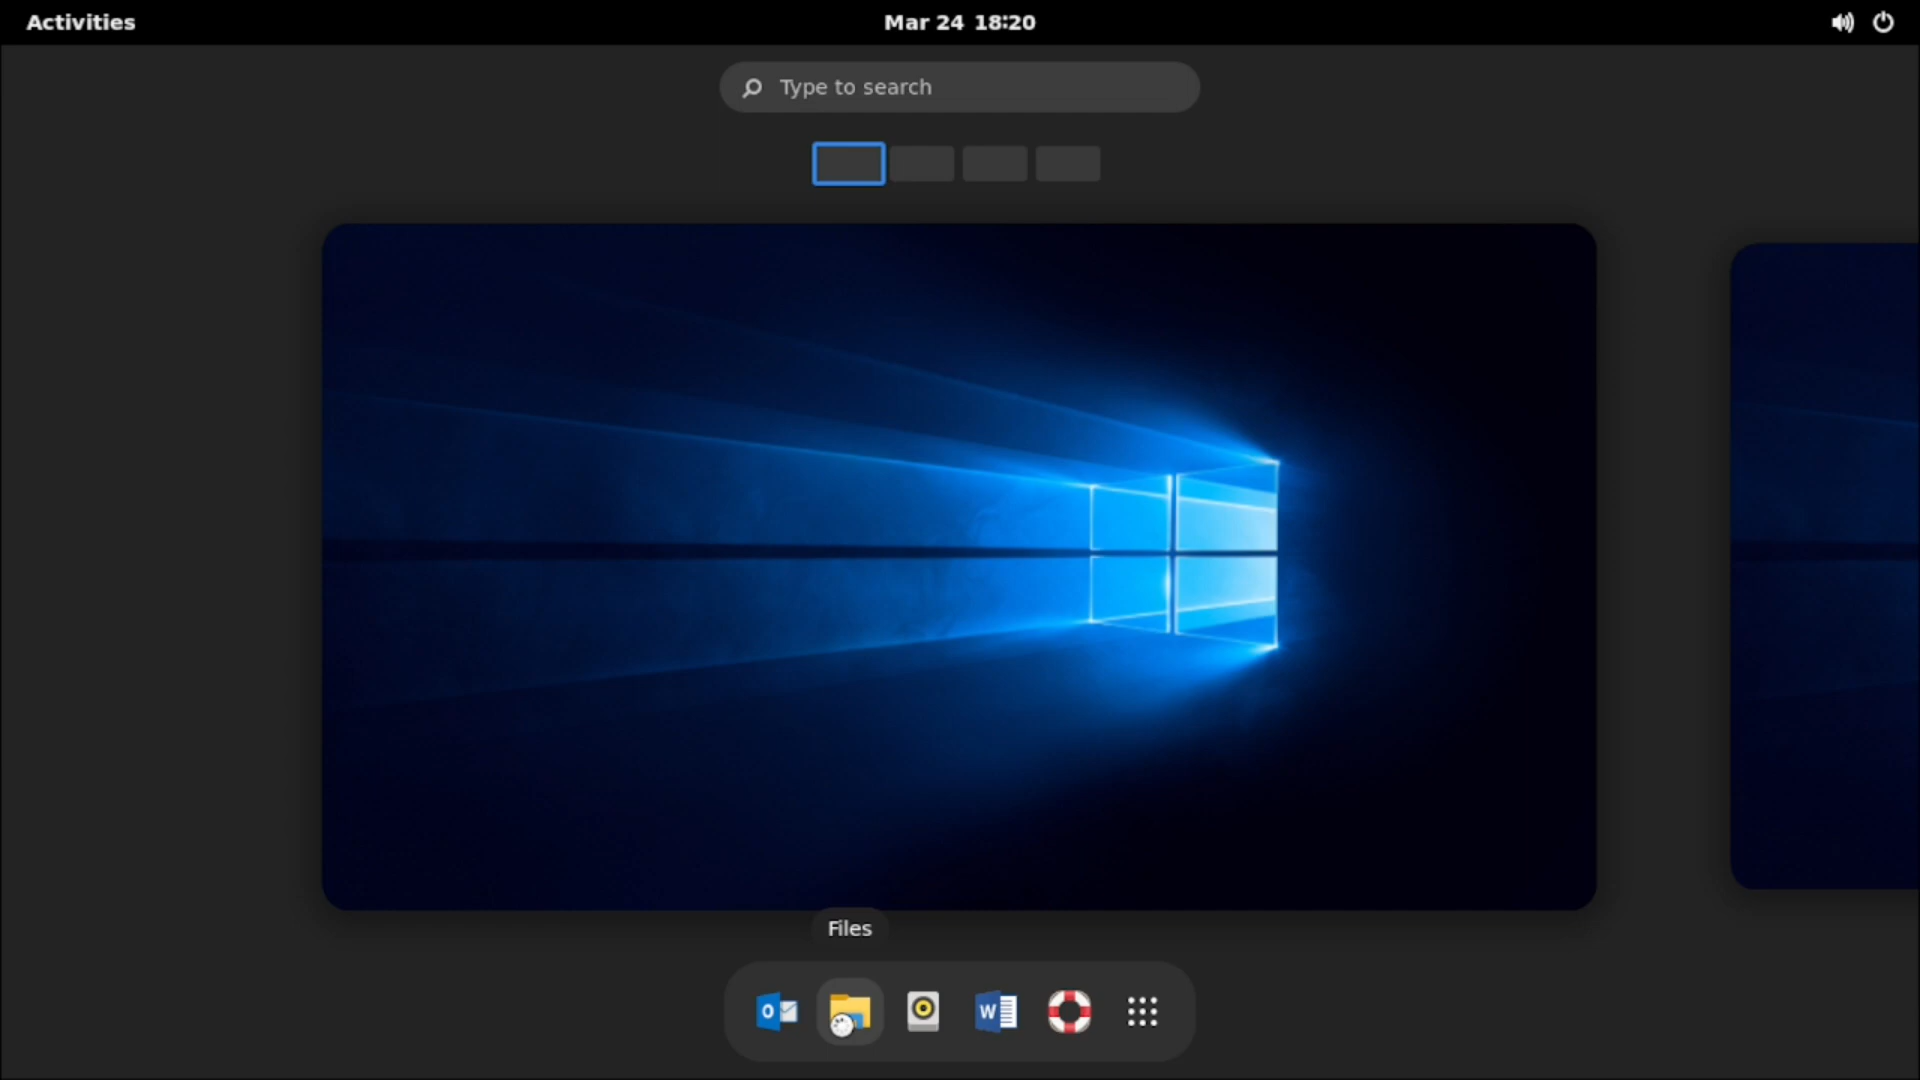 Activities
Mar 24 18:20
Type to search
Files
O
W